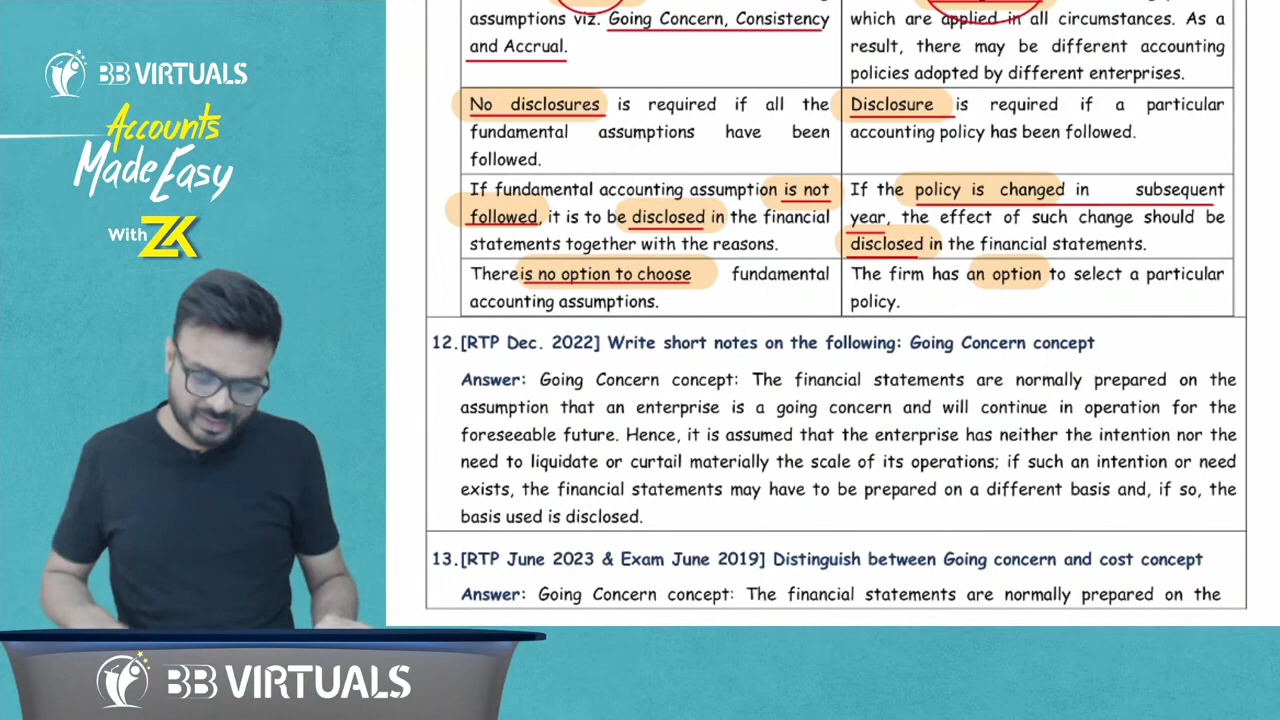 BB VIRTUALS
Accounts
Made Easy
With ZK
assumptions viz. Going Concern, Consistency
and Accrual.
No disclosures is required if all the
fundamental assumptions have been
followed.
If fundamental accounting assumption is not
followed, it is to be disclosed in the financial
statements together with the reasons.
There is no option to choose fundamental
accounting assumptions.
which are applied in all circumstances. As a
result, there may be different accounting
policies adopted by different enterprises.
Disclosure is required if a particular
accounting policy has been followed.
If the policy is changed in subsequent
year, the effect of such change should be
disclosed in the financial statements.
The firm has an option to select a particular
policy.
12.[RTP Dec. 2022] Write short notes on the following: Going Concern concept
Answer: Going Concern concept: The financial statements are normally prepared on the
assumption that an enterprise is a going concern and will continue in operation for the
foreseeable future. Hence, it is assumed that the enterprise has neither the intention nor the
need to liquidate or curtail materially the scale of its operations; if such an intention or need
exists, the financial statements may have to be prepared on a different basis and, if so, the
basis used is disclosed.
13.[RTP June 2023 & Exam June 2019] Distinguish between Going concern and cost concept
Answer: Going Concern concept: The financial statements are normally prepared on the
BB VIRTUALS